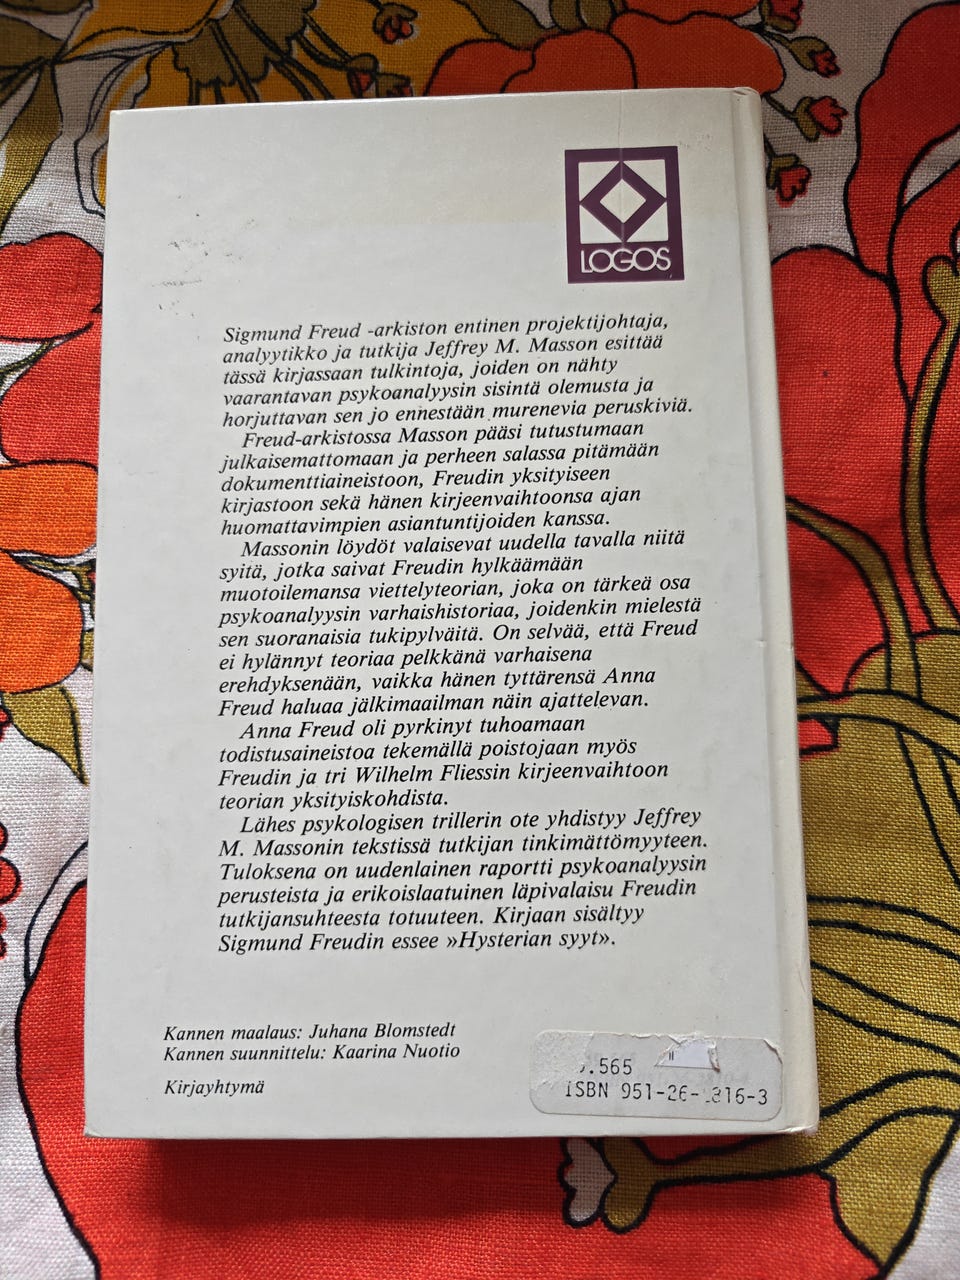 LOGOS
Sigmund Freud -arkiston entinen projektijohtaja,
analyytikko ja tutkija Jeffrey M. Masson esittää
tässä kirjassaan tulkintoja, joiden on nähty
vaarantavan psykoanalyysin sisintä olemusta ja
horjuttavan sen jo ennestään murenevia peruskiviä.
Freud-arkistossa Masson pääsi tutustumaan
julkaisemattomaan ja perheen salassa pitämään
dokumenttiaineistoon, Freudin yksityiseen
kirjastoon sekä hänen kirjeenvaihtoonsa ajan
huomattavimpien asiantuntijoiden kanssa.
Massonin löydöt valaisevat uudella tavalla niitä
syitä, jotka saivat Freudin hylkäämään
muotoilemansa viettelyteorian, joka on tärkeä osa
psykoanalyysin varhaishistoriaa, joidenkin mielestä
sen suoranaisia tukipylväitä. On selvää, että Freud
ei hylännyt teoriaa pelkkänä varhaisena
erehdyksenään, vaikka hänen tyttärensä Anna
Freud haluaa jälkimaailman näin ajattelevan.
Anna Freud oli pyrkinyt tuhoamaan
todistusaineistoa tekemällä poistojaan myös
Freudin ja tri Wilhelm Fliessin kirjeenvaihtoon
teorian yksityiskohdista.
Lähes psykologisen trillerin ote yhdistyy Jeffrey
M. Massonin tekstissä tutkijan tinkimättömyyteen.
Tuloksena on uudenlainen raportti psykoanalyysin
perusteista ja erikoislaatuinen läpivalaisu Freudin
tutkijansuhteesta totuuteen. Kirjaan sisältyy
Sigmund Freudin essee »Hysterian syyt».
Kannen maalaus: Juhana Blomstedt
Kannen suunnittelu: Kaarina Nuotio
Kirjayhtymä
.565
ISBN 951-26-